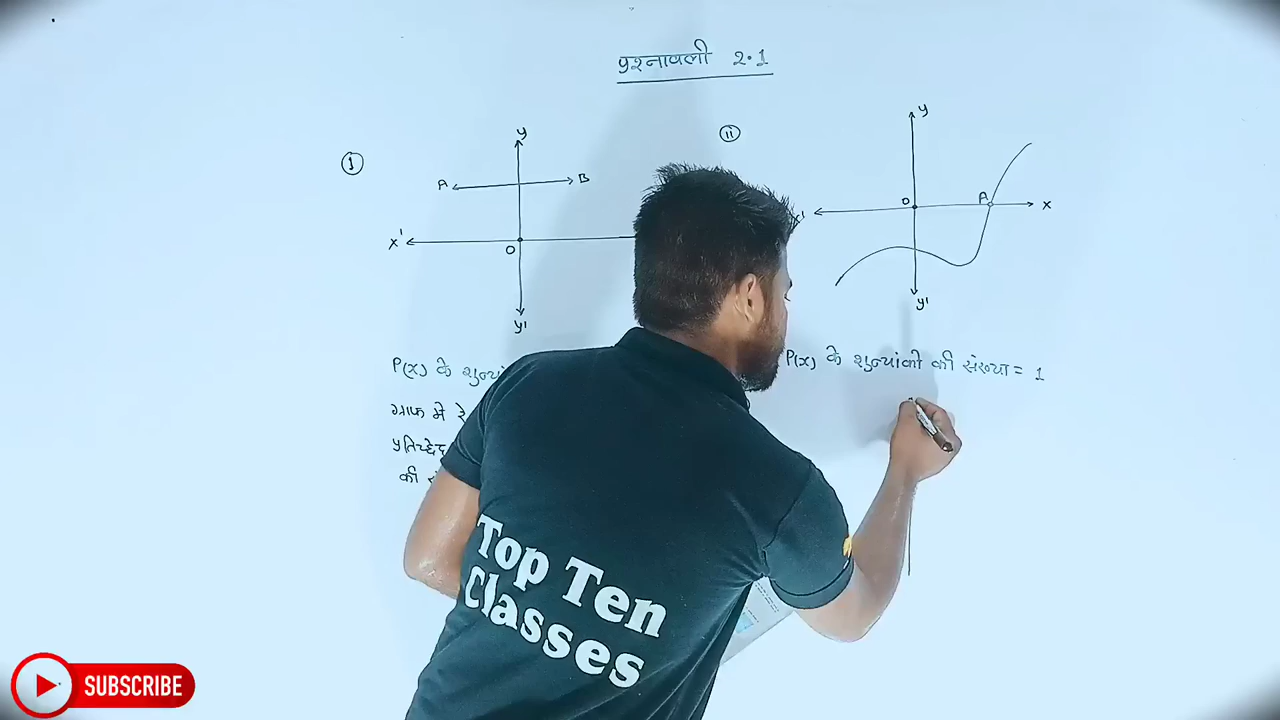 प्रश्नावली 2.1
i
y
A B
x' O
y'
P(x) के
ग्राफ में
की
ii
y
O A x
y'
P(x) के शुन्यांको की संख्या = 1
Top Ten
Classes
SUBSCRIBE